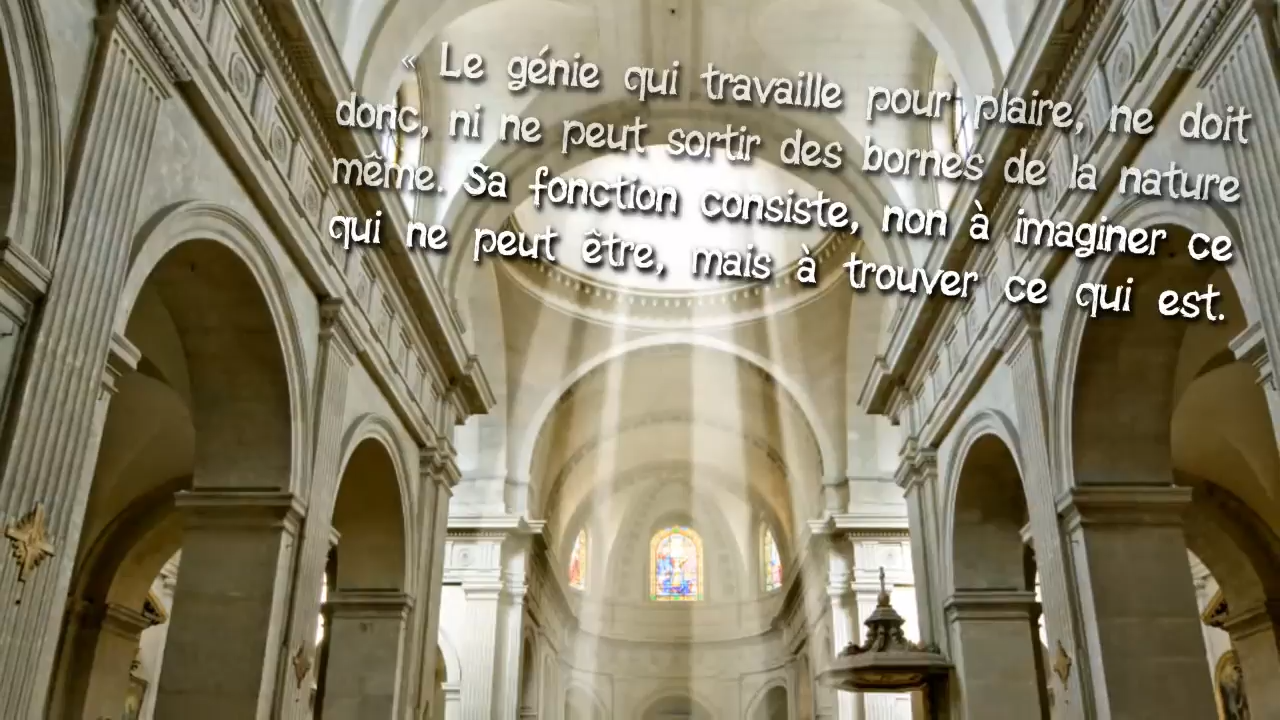 « Le génie qui travaille pour plaire, ne doit
donc, ni ne peut sortir des bornes de la nature
même. Sa fonction consiste, non à imaginer ce
qui ne peut être, mais à trouver ce qui est.